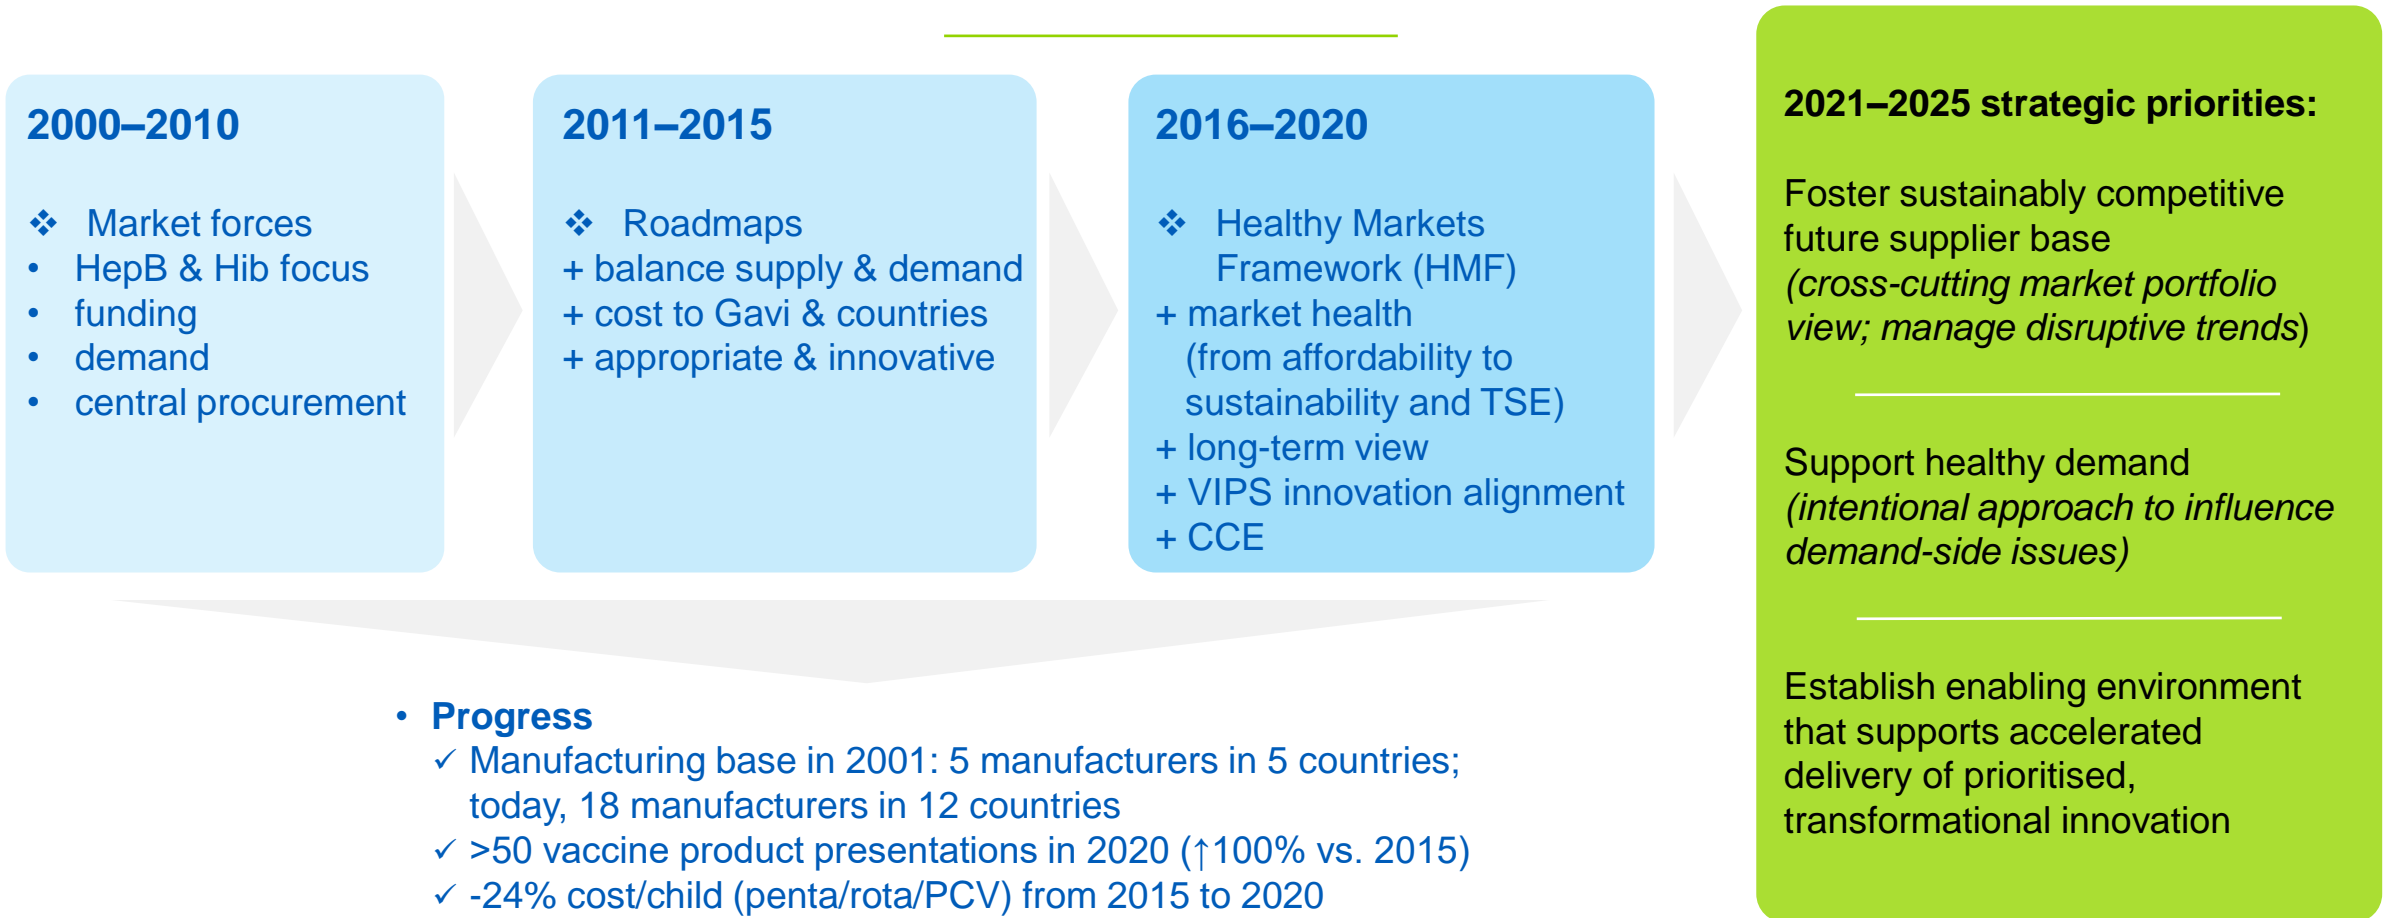 2000–2010
❖ Market forces
• HepB & Hib focus
• funding
• demand
• central procurement
2011–2015
❖ Roadmaps
+ balance supply & demand
+ cost to Gavi & countries
+ appropriate & innovative
2016–2020
❖ Healthy Markets
Framework (HMF)
+ market health
(from affordability to
sustainability and TSE)
+ long-term view
+ VIPS innovation alignment
+ CCE
• Progress
✓ Manufacturing base in 2001: 5 manufacturers in 5 countries;
today, 18 manufacturers in 12 countries
✓ >50 vaccine product presentations in 2020 (↑100% vs. 2015)
✓ -24% cost/child (penta/rota/PCV) from 2015 to 2020
2021–2025 strategic priorities:
Foster sustainably competitive
future supplier base
(cross-cutting market portfolio
view; manage disruptive trends)
Support healthy demand
(intentional approach to influence
demand-side issues)
Establish enabling environment
that supports accelerated
delivery of prioritised,
transformational innovation